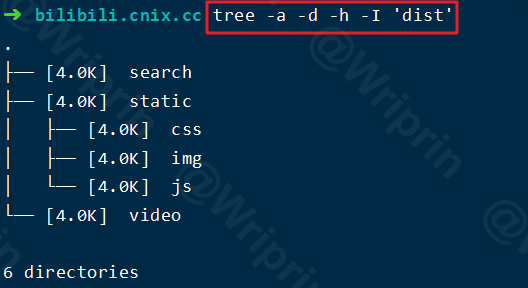 ➜ bilibili.cnix.cc tree -a -d -h -I 'dist'
.
├── [4.0K]  search
├── [4.0K]  static
│   ├── [4.0K]  css
│   ├── [4.0K]  img
│   └── [4.0K]  js
└── [4.0K]  video
6 directories
@Wriprin
@Wriprin
@Wriprin
@Wriprin